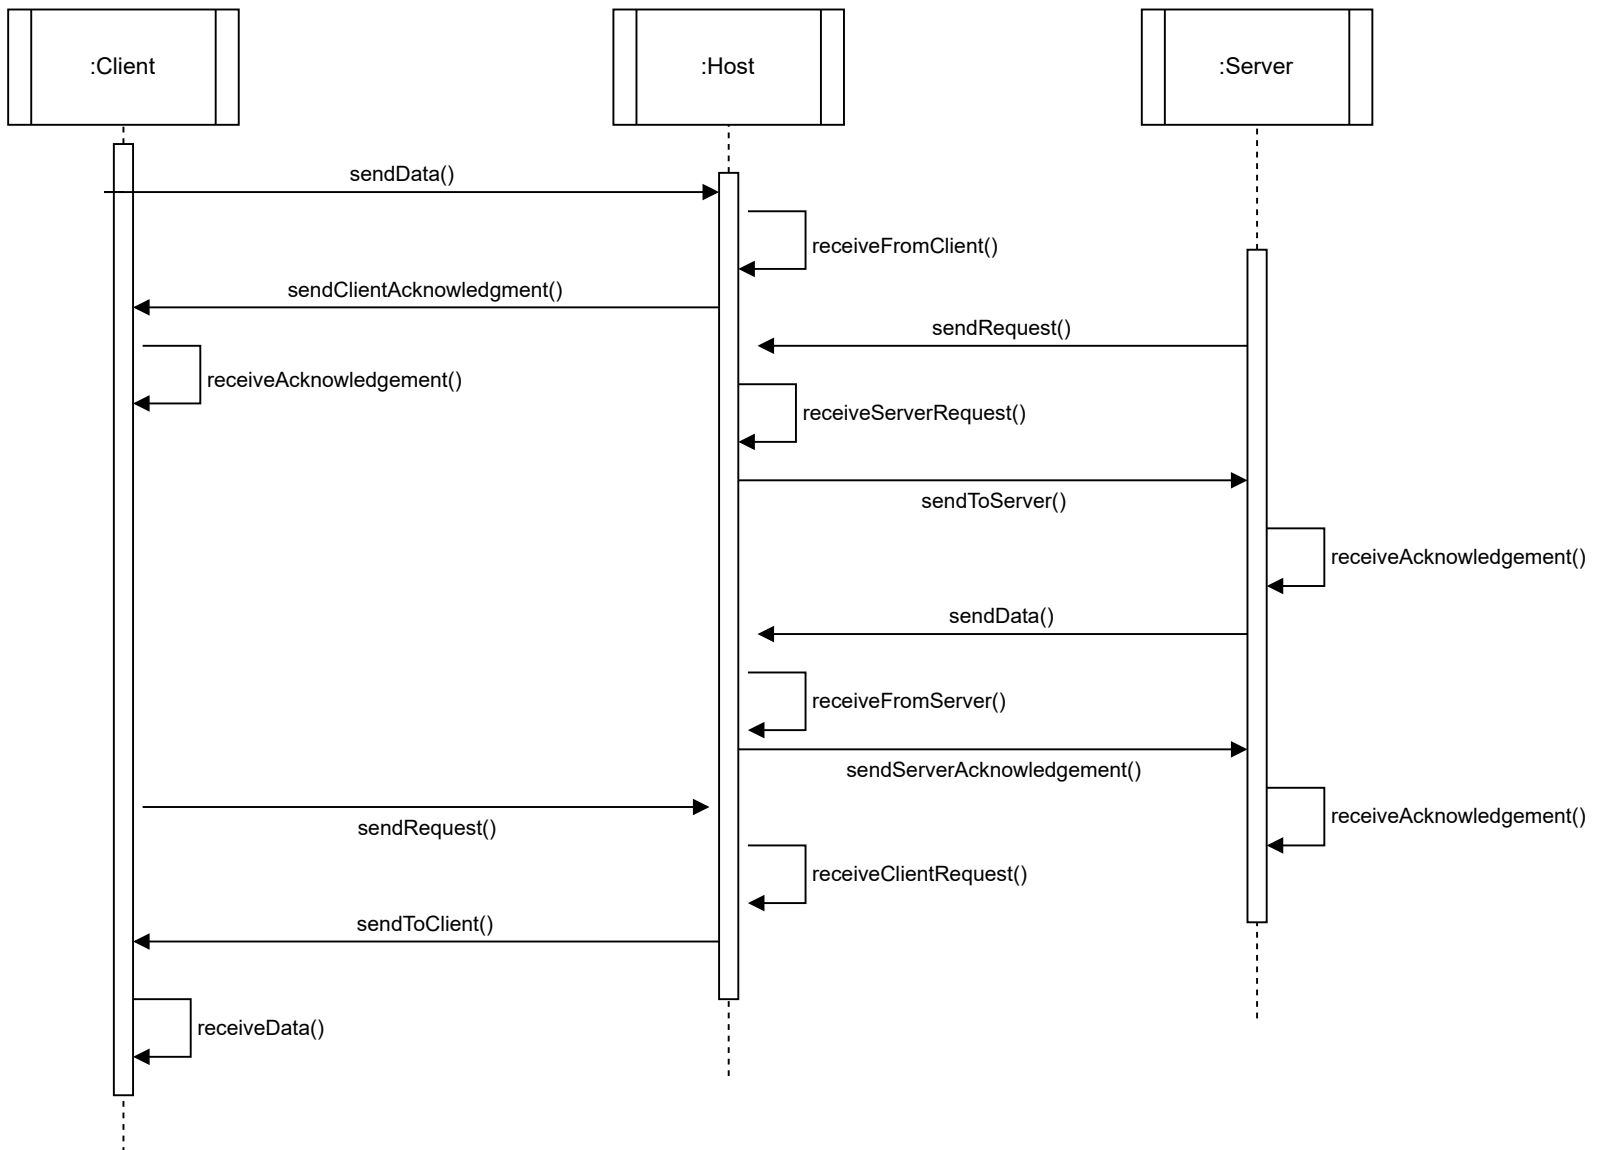 :Client
:Host
:Server
sendData()
receiveFromClient()
sendClientAcknowledgment()
sendRequest()
receiveAcknowledgement()
receiveServerRequest()
sendToServer()
receiveAcknowledgement()
sendData()
receiveFromServer()
sendServerAcknowledgement()
receiveAcknowledgement()
sendRequest()
receiveClientRequest()
sendToClient()
receiveData()